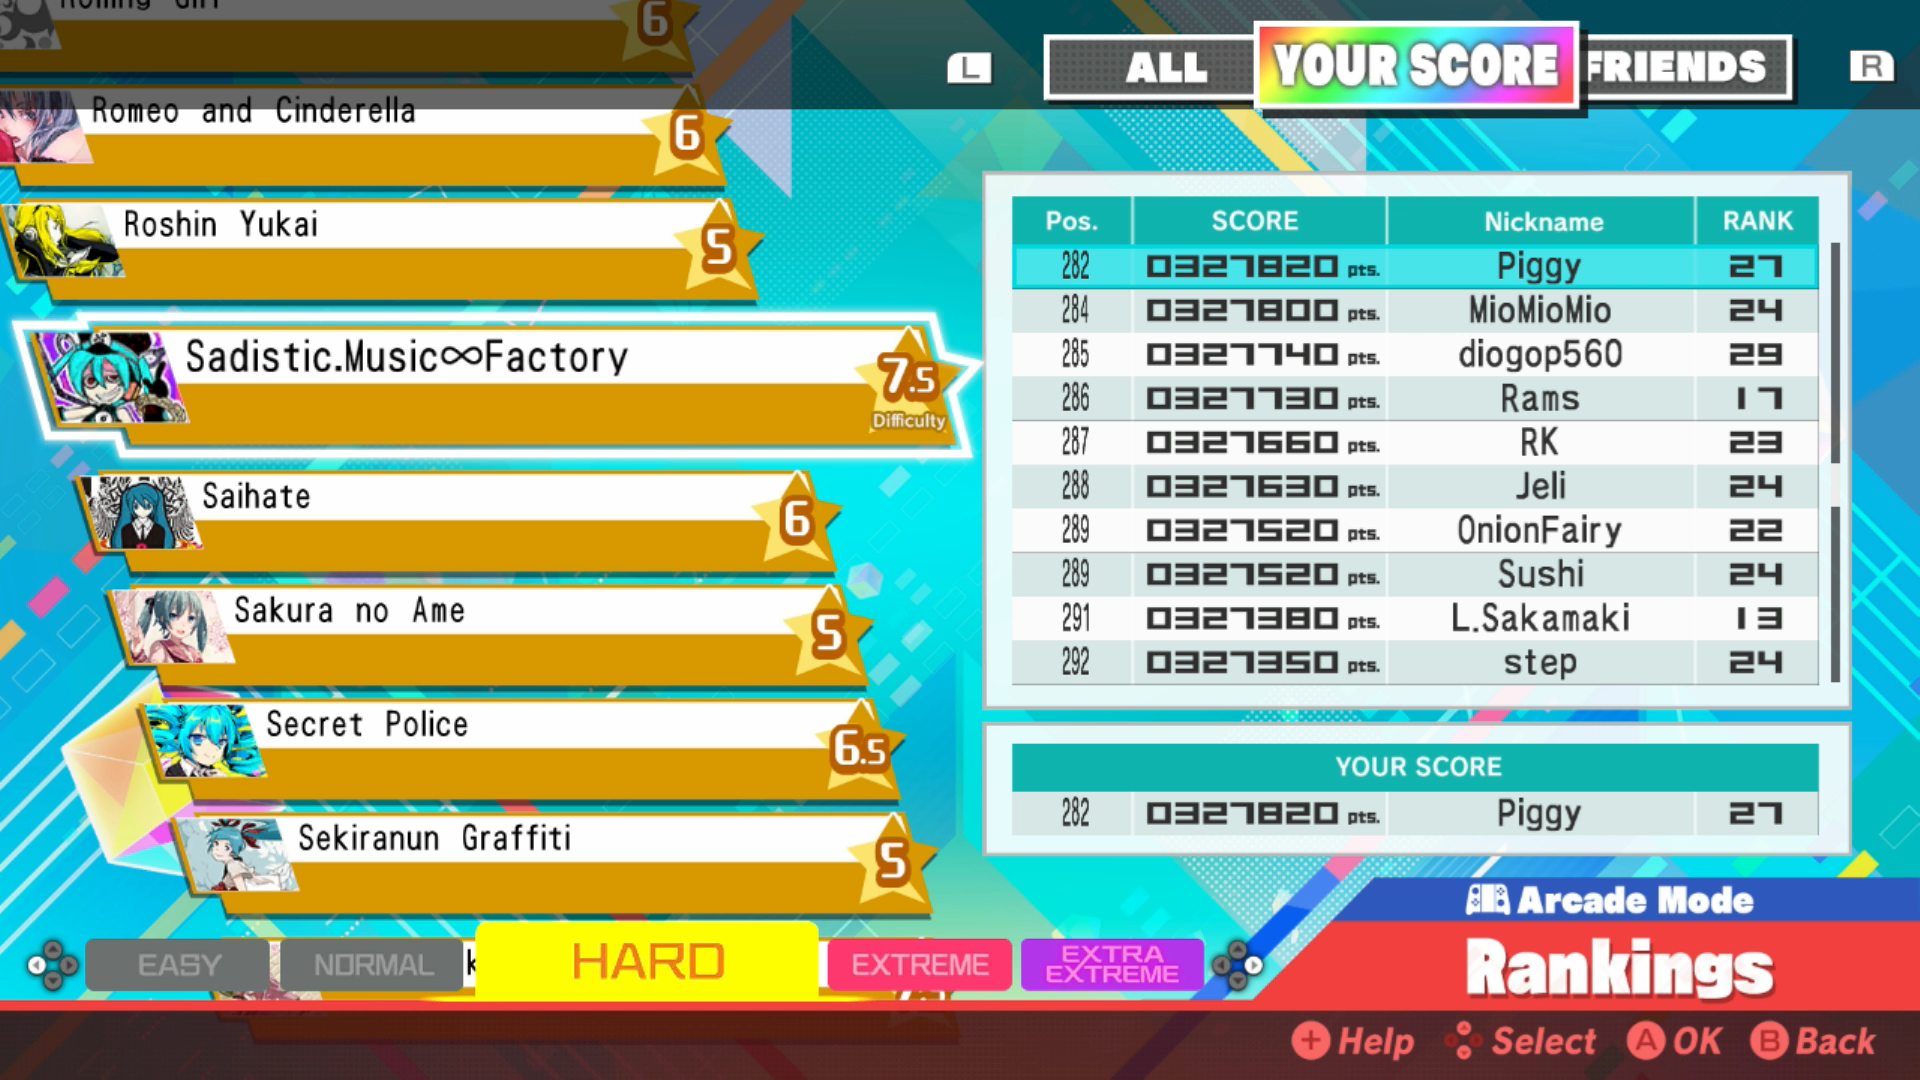 6
L
ALL
YOUR SCORE
FRIENDS
R
Romeo and Cinderella
6
Roshin Yukai
5
Sadistic.Music∞Factory
7.5
Difficulty
Saihate
6
Sakura no Ame
5
Secret Police
6.5
Sekiranun Graffiti
5
Pos. SCORE Nickname RANK
282 0327820 pts. Piggy 27
284 0327800 pts. MioMioMio 24
285 0327740 pts. diogop560 29
286 0327730 pts. Rams 17
287 0327660 pts. RK 23
288 0327630 pts. Jeli 24
289 0327520 pts. OnionFairy 22
289 0327520 pts. Sushi 24
291 0327380 pts. L.Sakamaki 13
292 0327350 pts. step 24
YOUR SCORE
282 0327820 pts. Piggy 27
Arcade Mode
Rankings
EASY
NORMAL
HARD
EXTREME
EXTRA
EXTREME
+ Help
Select
A OK
B Back